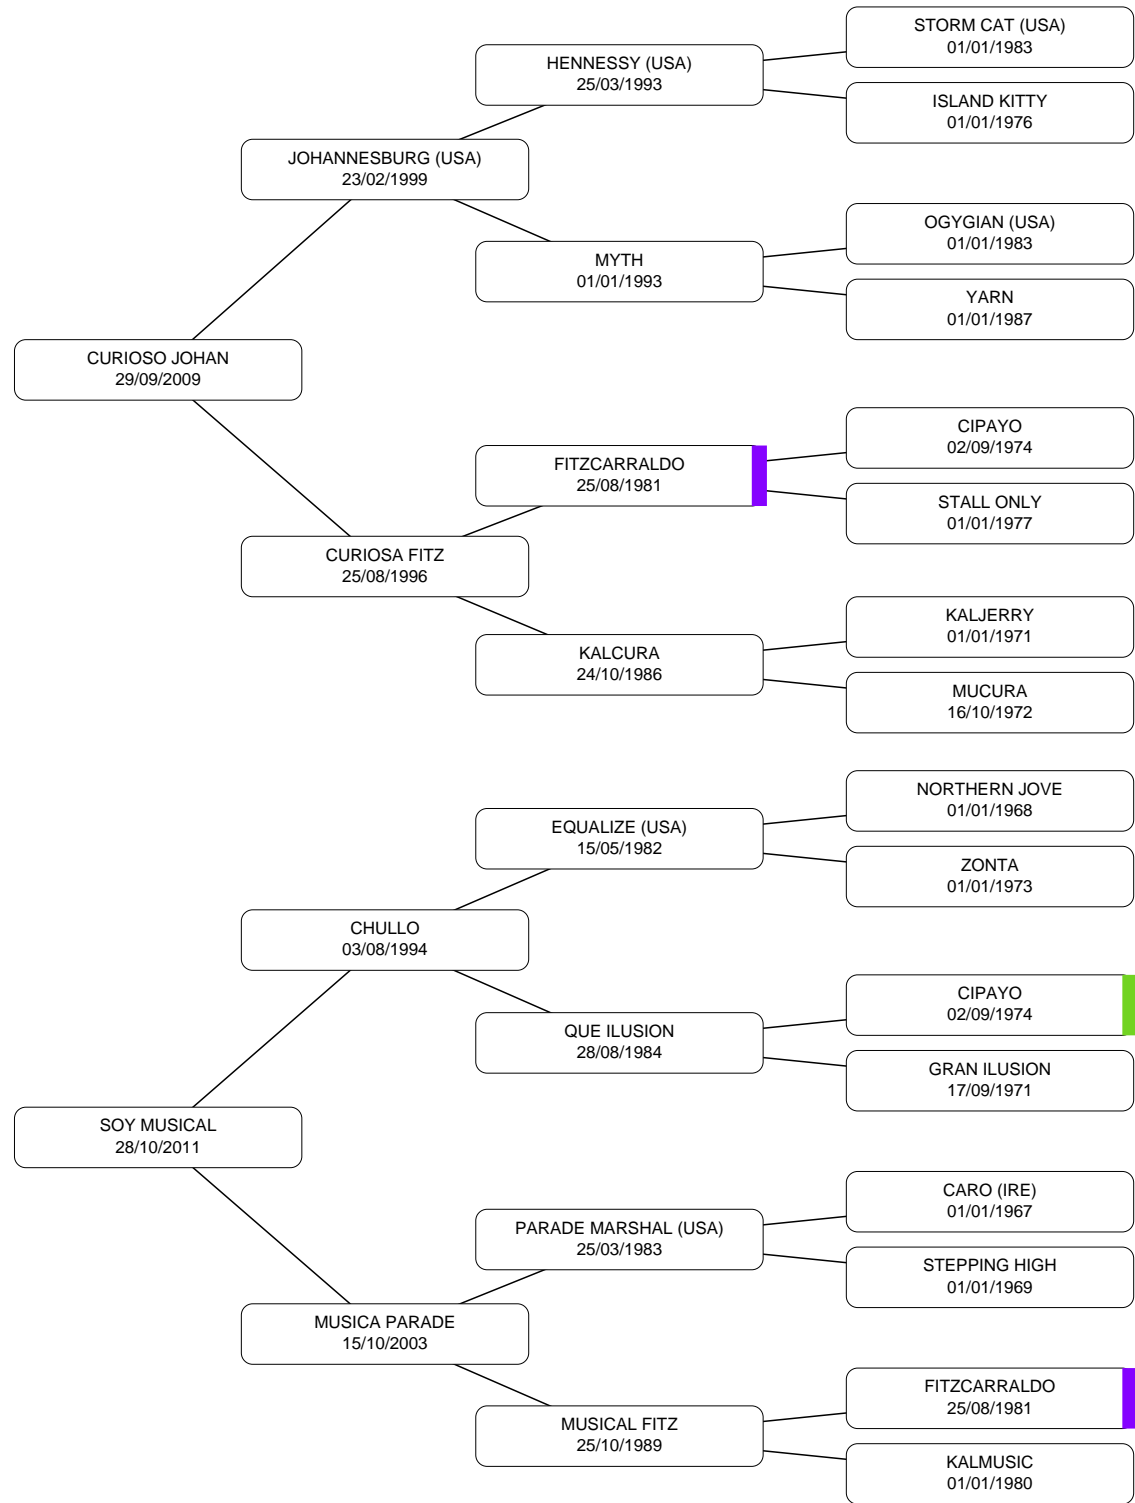 STORM CAT (USA)
01/01/1983
HENNESSY (USA)
25/03/1993
ISLAND KITTY
01/01/1976
JOHANNESBURG (USA)
23/02/1999
OGYGIAN (USA)
01/01/1983
MYTH
01/01/1993
YARN
01/01/1987
CURIOSO JOHAN
29/09/2009
CIPAYO
02/09/1974
FITZCARRALDO
25/08/1981
STALL ONLY
01/01/1977
CURIOSA FITZ
25/08/1996
KALJERRY
01/01/1971
KALCURA
24/10/1986
MUCURA
16/10/1972
NORTHERN JOVE
01/01/1968
EQUALIZE (USA)
15/05/1982
ZONTA
01/01/1973
CHULLO
03/08/1994
CIPAYO
02/09/1974
QUE ILUSION
28/08/1984
GRAN ILUSION
17/09/1971
SOY MUSICAL
28/10/2011
CARO (IRE)
01/01/1967
PARADE MARSHAL (USA)
25/03/1983
STEPPING HIGH
01/01/1969
MUSICA PARADE
15/10/2003
FITZCARRALDO
25/08/1981
MUSICAL FITZ
25/10/1989
KALMUSIC
01/01/1980